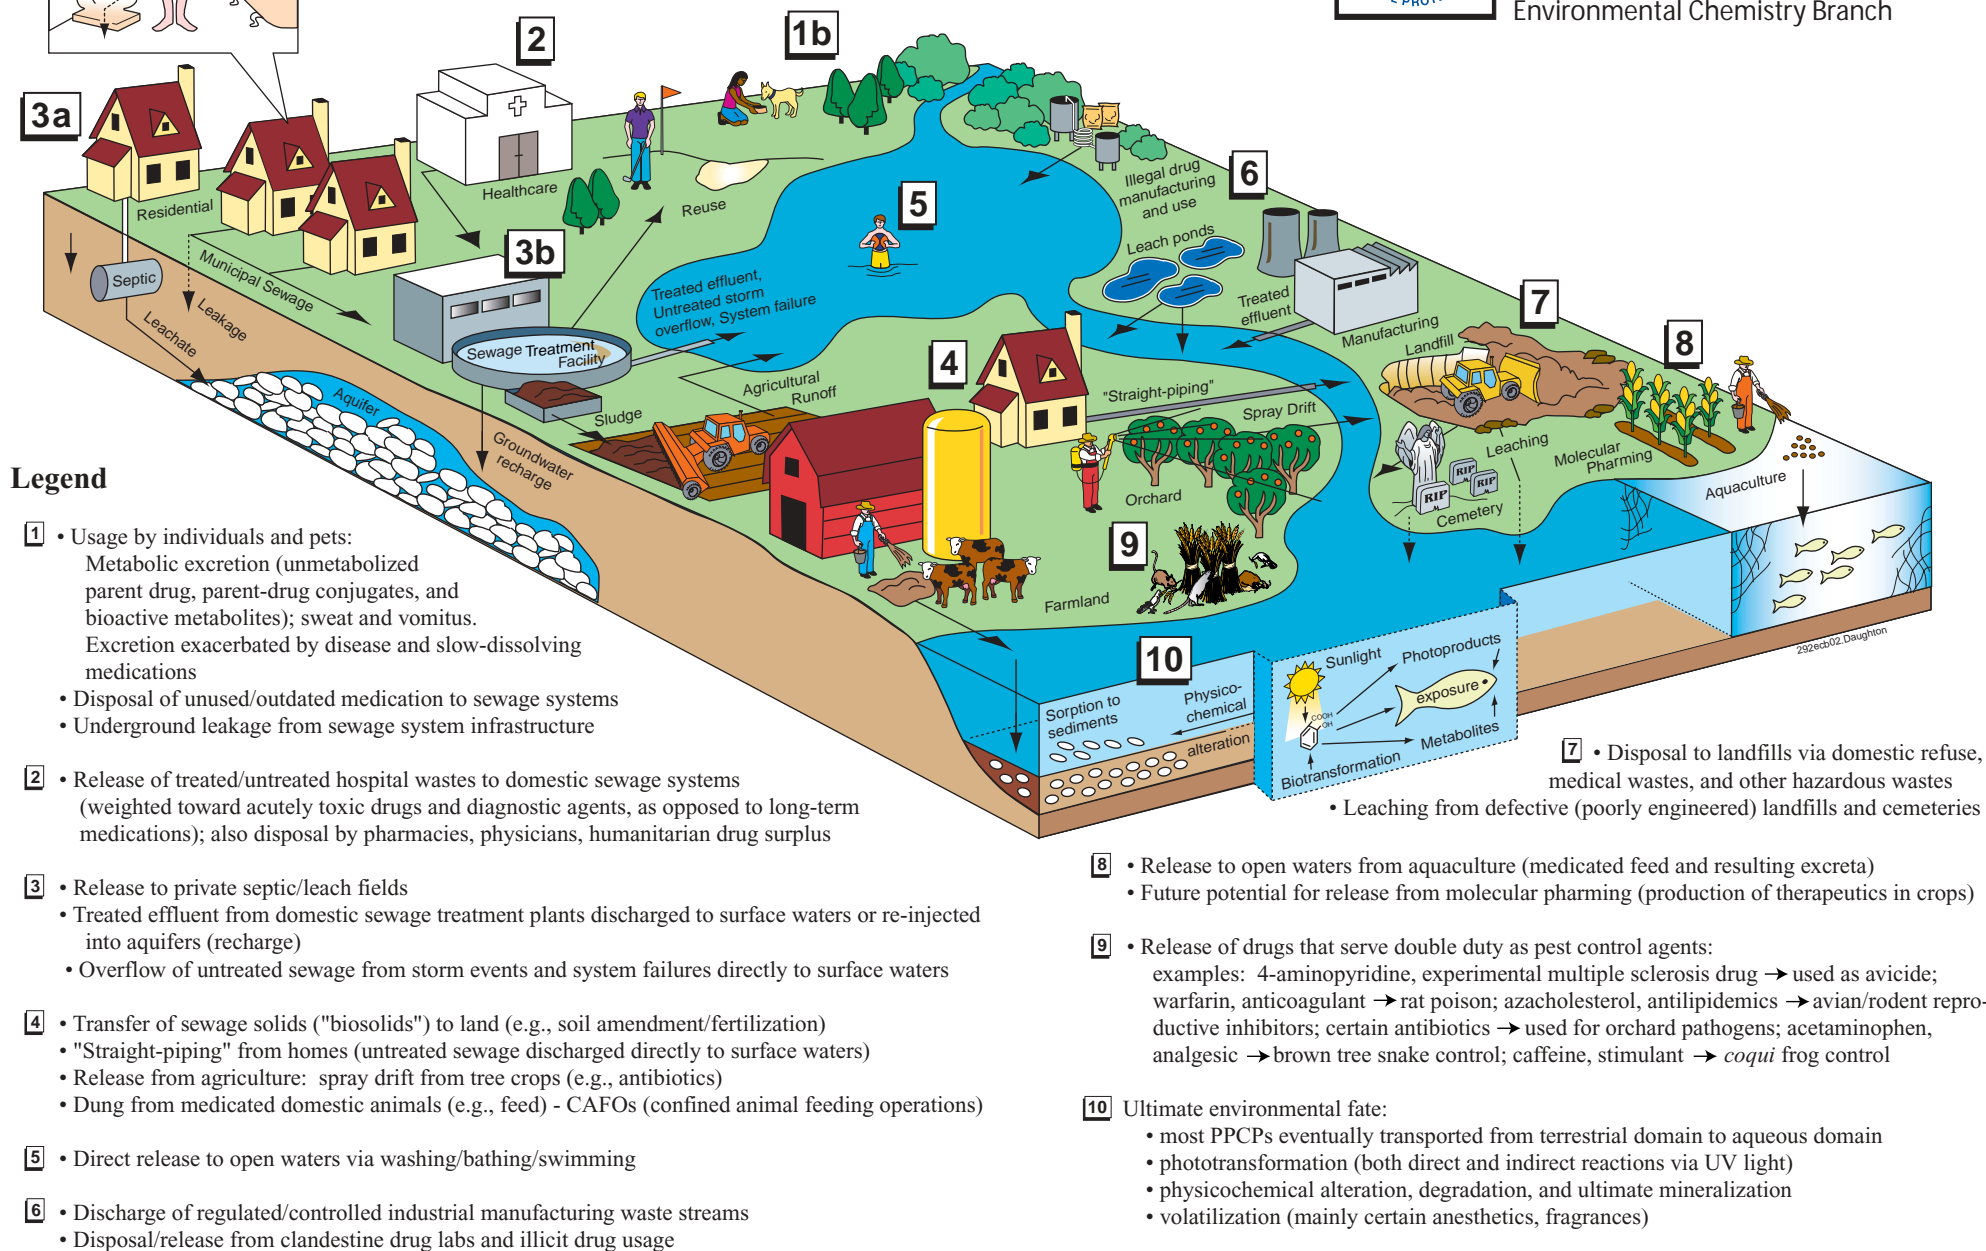 Environmental Chemistry Branch
PROT
1b
2
3a
Healthcare
Residential
Reuse
5
6
Illegal drug
manufacturing
and use
Leach ponds
3b
Septic
Municipal Sewage
Leakage
Leachate
Treated effluent,
Untreated storm
overflow, System failure
Sewage Treatment
Facility
Treated
effluent
Manufacturing
7
Landfill
8
4
Agricultural
Runoff
"Straight-piping"
Spray Drift
Aquifer
Sludge
Groundwater
recharge
Orchard
Leaching
Molecular
Pharming
RIP
RIP
RIP
Cemetery
Aquaculture
9
Farmland
10
Sorption to
sediments
Physico-
chemical
alteration
Sunlight
Photoproducts
exposure
COOH
OH
Metabolites
Biotransformation
292ecb02.Daughton
Legend
1 • Usage by individuals and pets:
Metabolic excretion (unmetabolized
parent drug, parent-drug conjugates, and
bioactive metabolites); sweat and vomitus.
Excretion exacerbated by disease and slow-dissolving
medications
• Disposal of unused/outdated medication to sewage systems
• Underground leakage from sewage system infrastructure
2 • Release of treated/untreated hospital wastes to domestic sewage systems
(weighted toward acutely toxic drugs and diagnostic agents, as opposed to long-term
medications); also disposal by pharmacies, physicians, humanitarian drug surplus
3 • Release to private septic/leach fields
• Treated effluent from domestic sewage treatment plants discharged to surface waters or re-injected
into aquifers (recharge)
• Overflow of untreated sewage from storm events and system failures directly to surface waters
4 • Transfer of sewage solids ("biosolids") to land (e.g., soil amendment/fertilization)
• "Straight-piping" from homes (untreated sewage discharged directly to surface waters)
• Release from agriculture: spray drift from tree crops (e.g., antibiotics)
• Dung from medicated domestic animals (e.g., feed) - CAFOs (confined animal feeding operations)
5 • Direct release to open waters via washing/bathing/swimming
6 • Discharge of regulated/controlled industrial manufacturing waste streams
• Disposal/release from clandestine drug labs and illicit drug usage
7 • Disposal to landfills via domestic refuse,
medical wastes, and other hazardous wastes
• Leaching from defective (poorly engineered) landfills and cemeteries
8 • Release to open waters from aquaculture (medicated feed and resulting excreta)
• Future potential for release from molecular pharming (production of therapeutics in crops)
9 • Release of drugs that serve double duty as pest control agents:
examples: 4-aminopyridine, experimental multiple sclerosis drug → used as avicide;
warfarin, anticoagulant → rat poison; azacholesterol, antilipidemics → avian/rodent repro-
ductive inhibitors; certain antibiotics → used for orchard pathogens; acetaminophen,
analgesic → brown tree snake control; caffeine, stimulant → coqui frog control
10 Ultimate environmental fate:
• most PPCPs eventually transported from terrestrial domain to aqueous domain
• phototransformation (both direct and indirect reactions via UV light)
• physicochemical alteration, degradation, and ultimate mineralization
• volatilization (mainly certain anesthetics, fragrances)